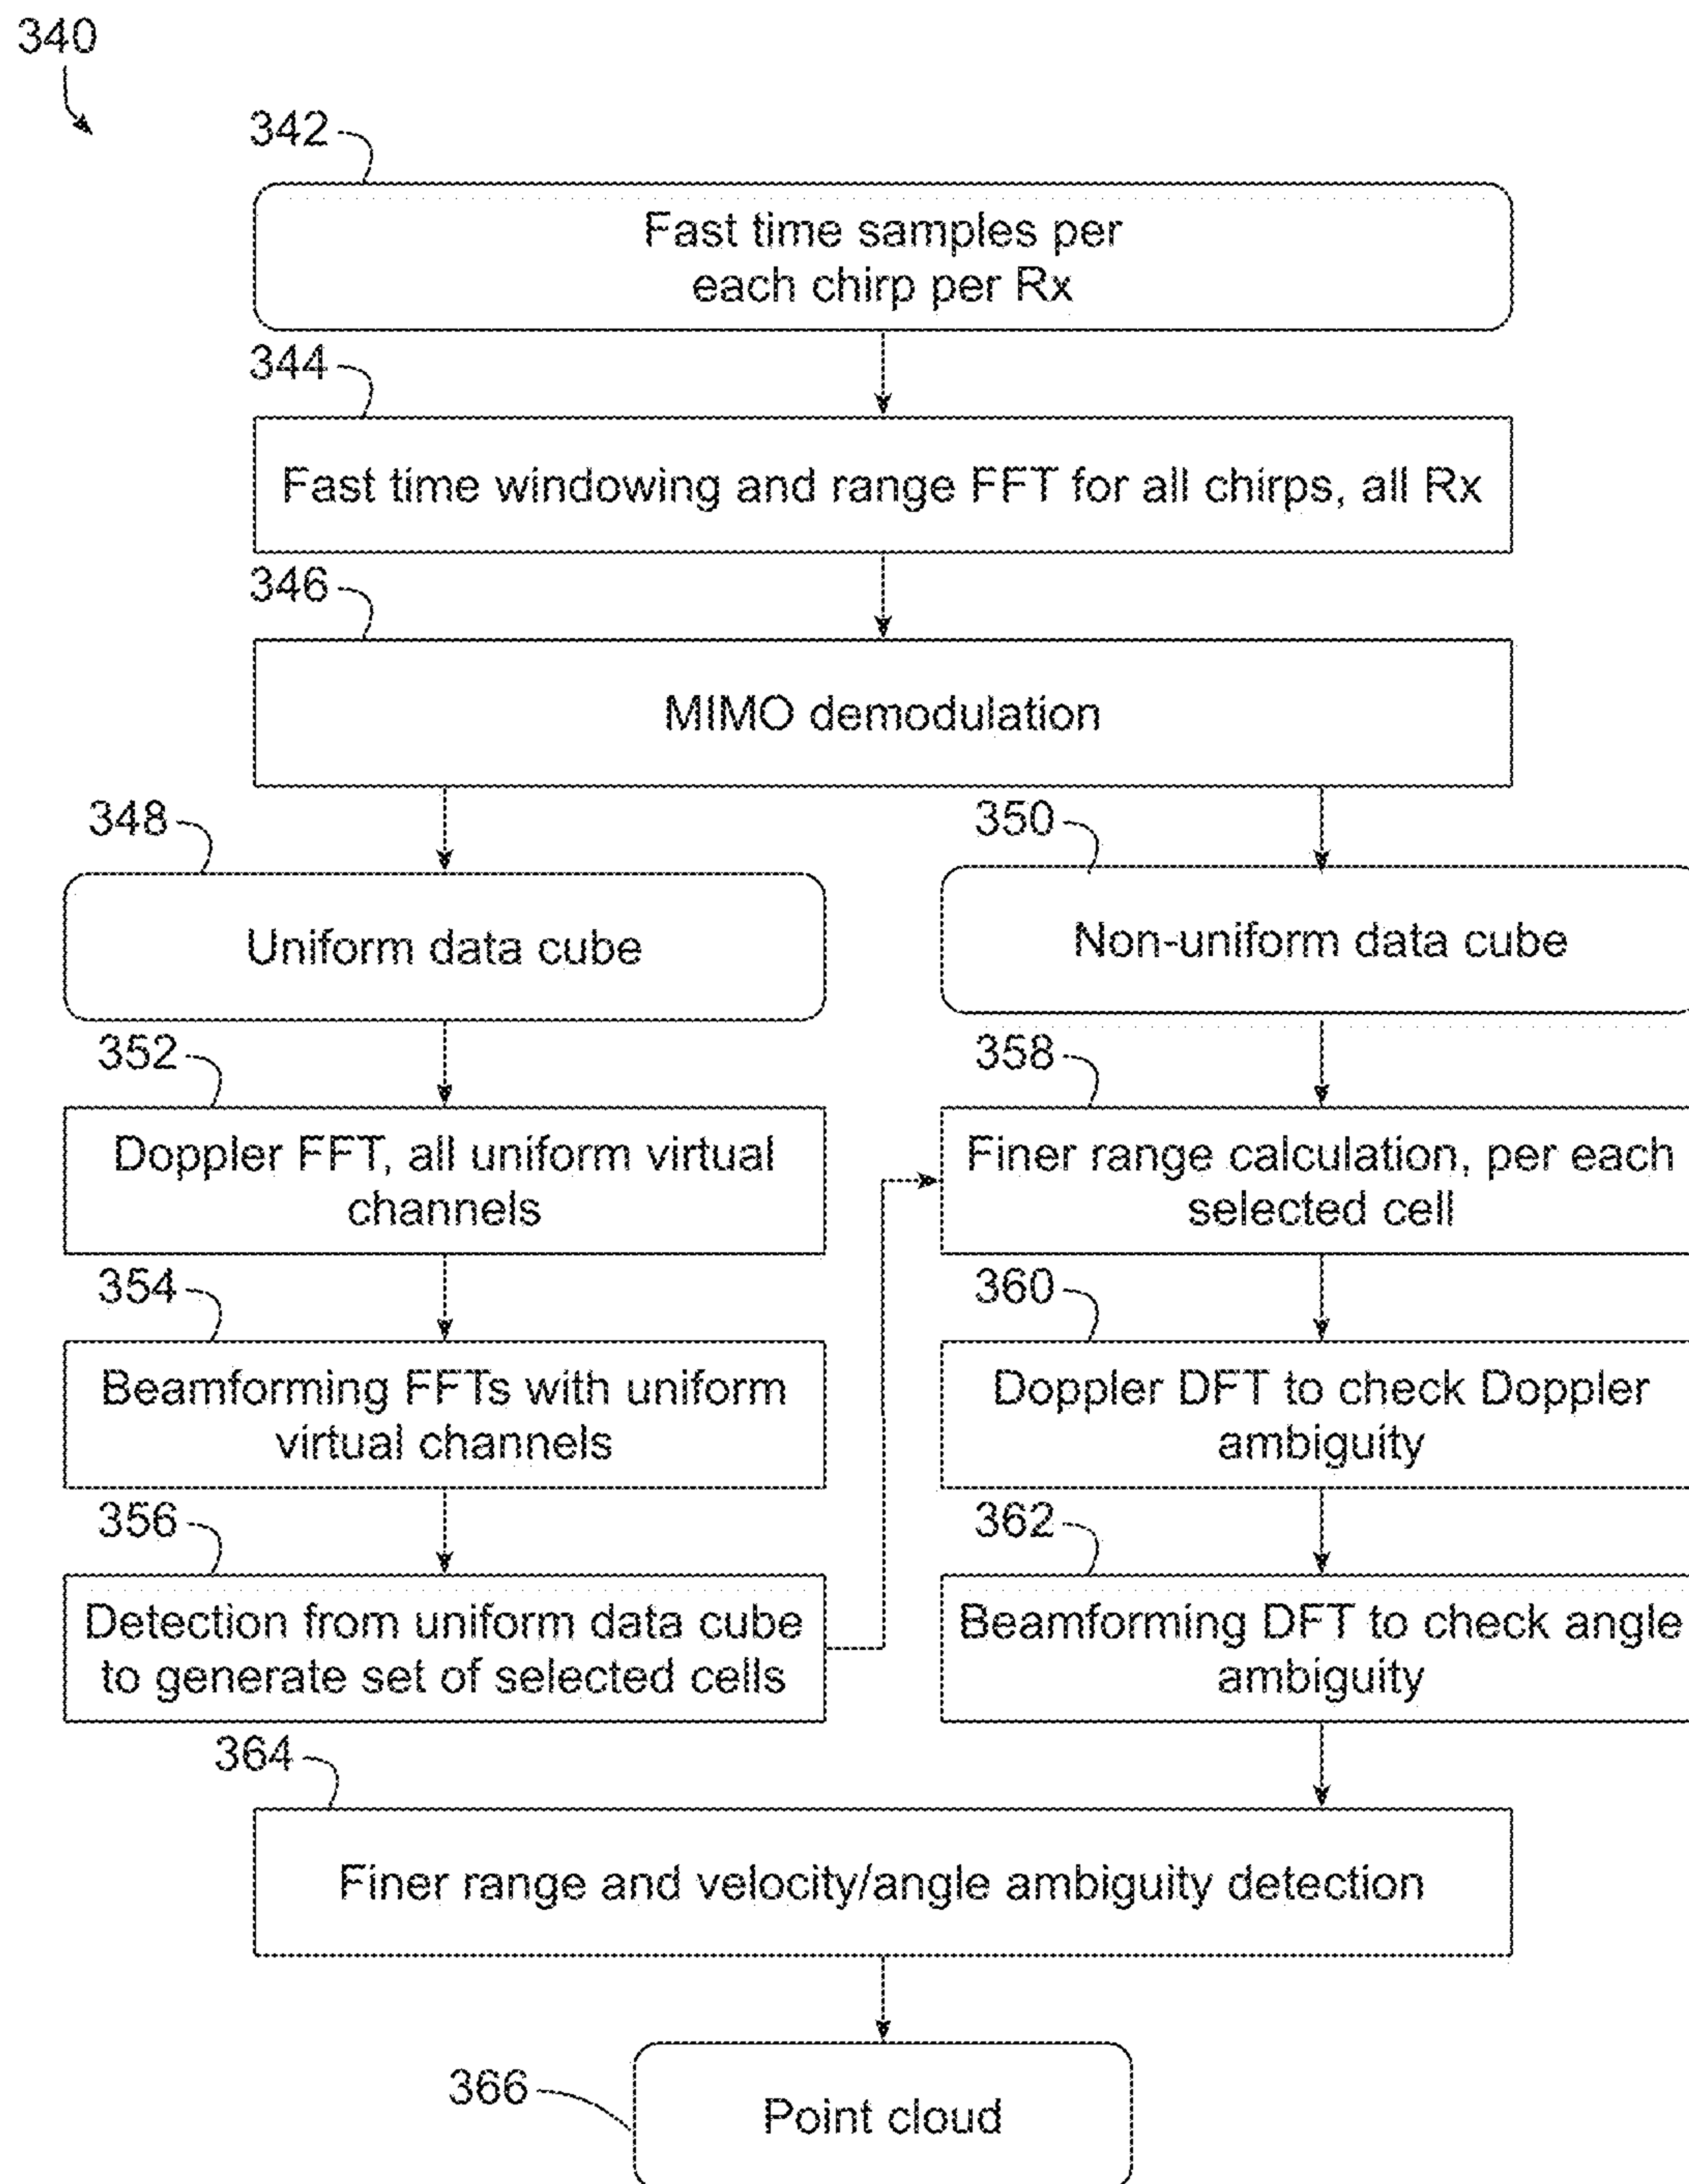 340
342
Fast time samples per
each chirp per Rx
344
Fast time windowing and range FFT for all chirps, all Rx
346
MIMO demodulation
348
Uniform data cube
350
Non-uniform data cube
352
Doppler FFT, all uniform virtual
channels
358
Finer range calculation, per each
selected cell
354
Beamforming FFTs with uniform
virtual channels
360
Doppler DFT to check Doppler
ambiguity
356
Detection from uniform data cube
to generate set of selected cells
362
Beamforming DFT to check angle
ambiguity
364
Finer range and velocity/angle ambiguity detection
366
Point cloud